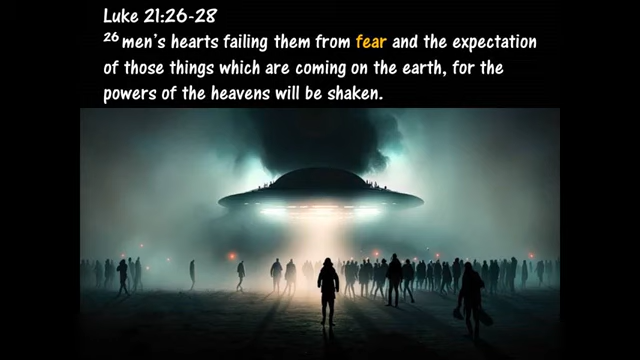 Luke 21:26-28
26 men's hearts failing them from fear and the expectation
of those things which are coming on the earth, for the
powers of the heavens will be shaken.